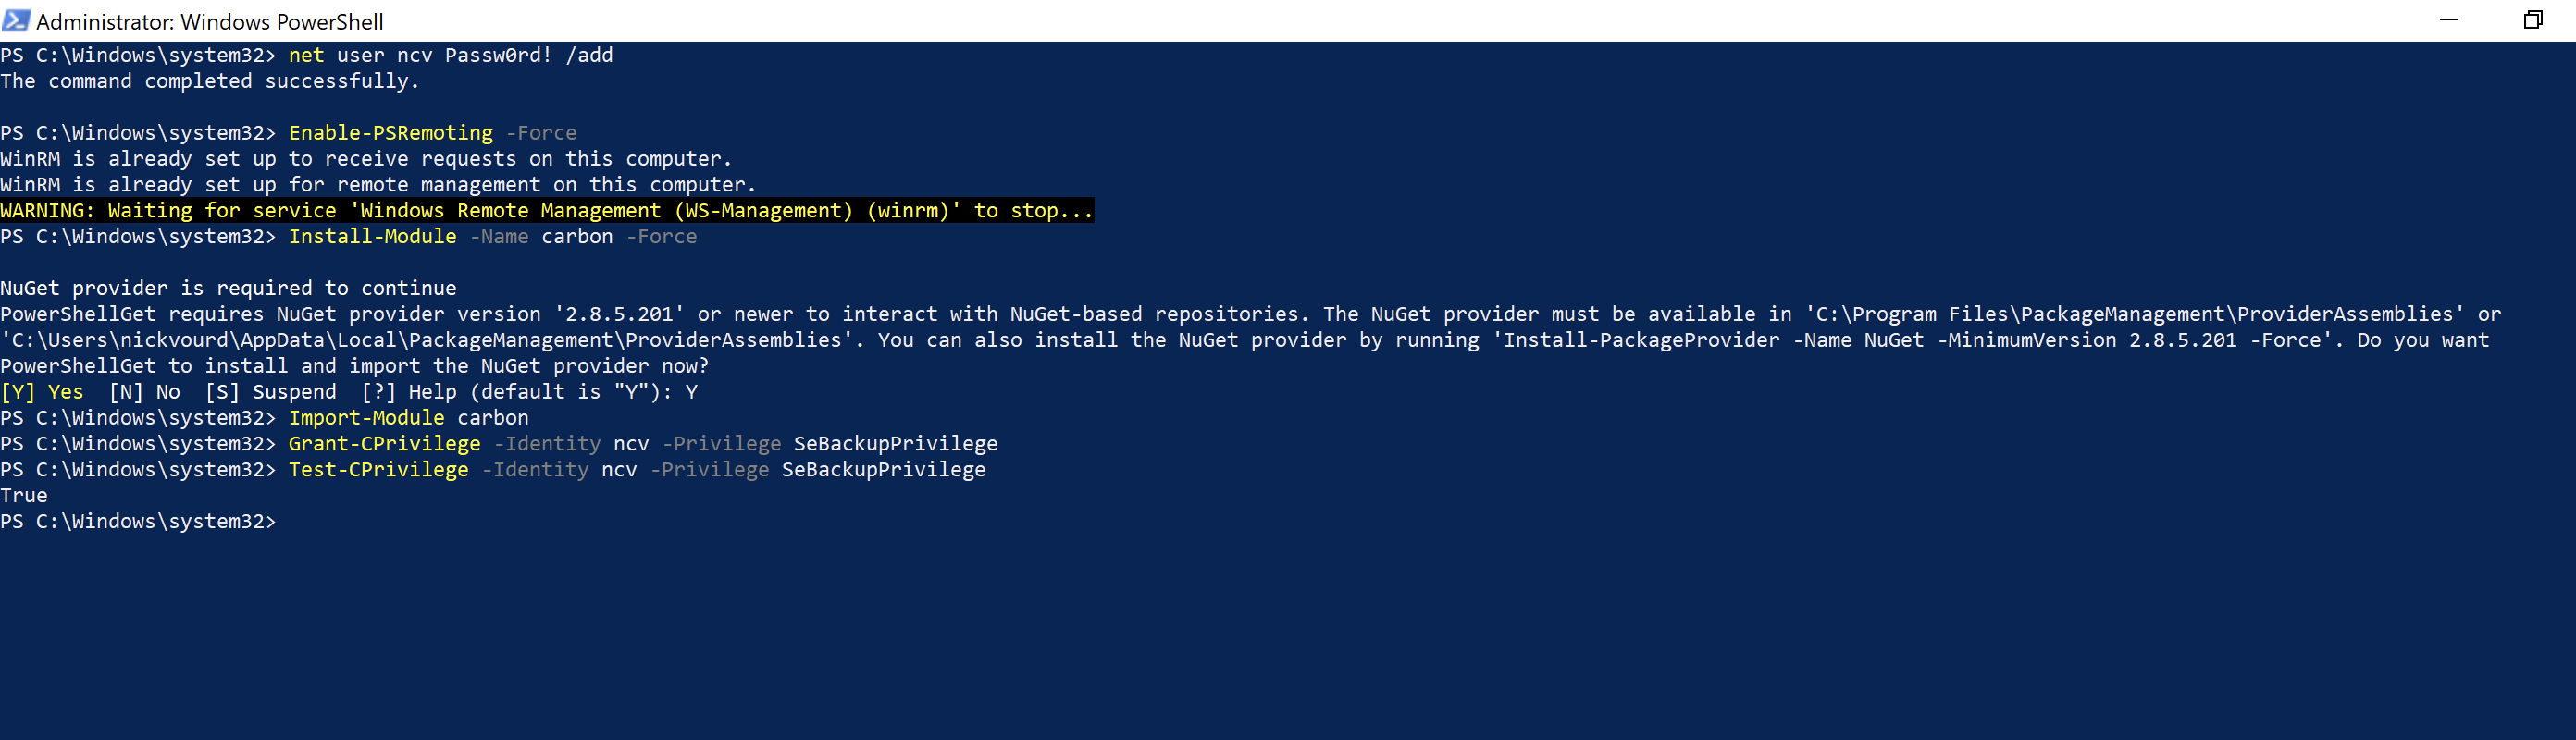 Administrator: Windows PowerShell
PS C:\Windows\system32> net user ncv Passw0rd! /add
The command completed successfully.
PS C:\Windows\system32> Enable-PSRemoting -Force
WinRM is already set up to receive requests on this computer.
WinRM is already set up for remote management on this computer.
WARNING: Waiting for service 'Windows Remote Management (WS-Management) (winrm)' to stop...
PS C:\Windows\system32> Install-Module -Name carbon -Force
NuGet provider is required to continue
PowerShellGet requires NuGet provider version '2.8.5.201' or newer to interact with NuGet-based repositories. The NuGet provider must be available in 'C:\Program Files\PackageManagement\ProviderAssemblies' or
'C:\Users\nickvourd\AppData\Local\PackageManagement\ProviderAssemblies'. You can also install the NuGet provider by running 'Install-PackageProvider -Name NuGet -MinimumVersion 2.8.5.201 -Force'. Do you want
PowerShellGet to install and import the NuGet provider now?
[Y] Yes  [N] No  [S] Suspend  [?] Help (default is "Y"): Y
PS C:\Windows\system32> Import-Module carbon
PS C:\Windows\system32> Grant-CPrivilege -Identity ncv -Privilege SeBackupPrivilege
PS C:\Windows\system32> Test-CPrivilege -Identity ncv -Privilege SeBackupPrivilege
True
PS C:\Windows\system32>